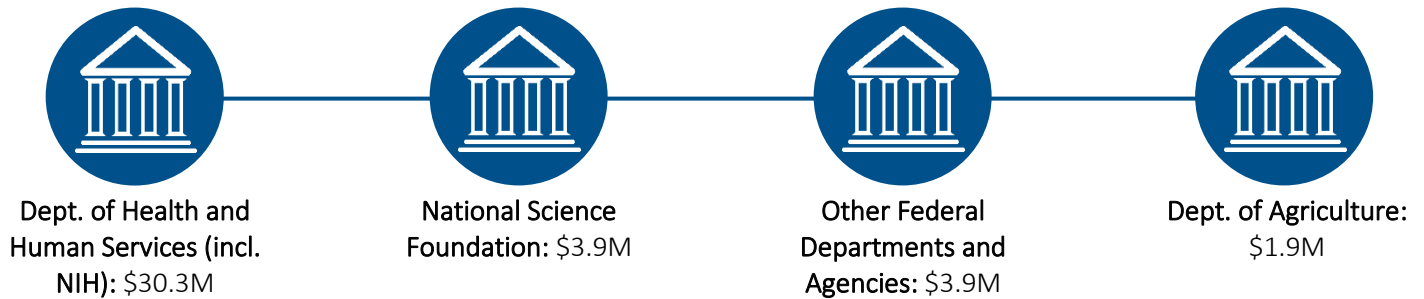 Dept. of Health and
Human Services (incl.
NIH): $30.3M
National Science
Foundation: $3.9M
Other Federal
Departments and
Agencies: $3.9M
Dept. of Agriculture:
$1.9M